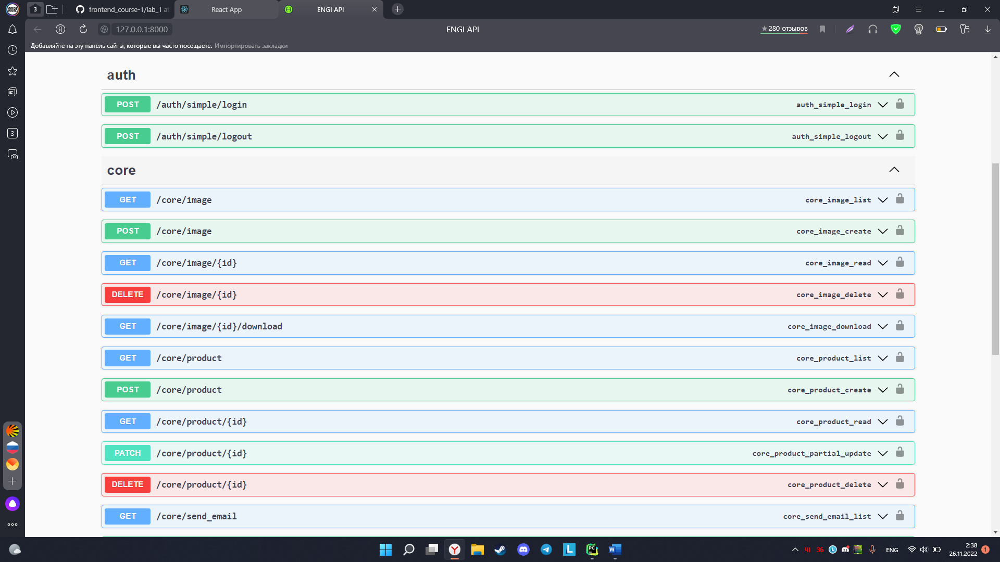 3
frontend_course-1/lab_1 at
React App
ENGI API
Я
127.0.0.1:8000
ENGI API
★280 отзывов
Добавляйте на эту панель сайты, которые вы часто посещаете. Импортировать закладки
3
auth
POST /auth/simple/login auth_simple_login
POST /auth/simple/logout auth_simple_logout
core
GET /core/image core_image_list
POST /core/image core_image_create
GET /core/image/{id} core_image_read
DELETE /core/image/{id} core_image_delete
GET /core/image/{id}/download core_image_download
GET /core/product core_product_list
POST /core/product core_product_create
GET /core/product/{id} core_product_read
PATCH /core/product/{id} core_product_partial_update
DELETE /core/product/{id} core_product_delete
GET /core/send_email core_send_email_list
Y
L
PC
W
36
L
ENG
2:38
26.11.2022
1